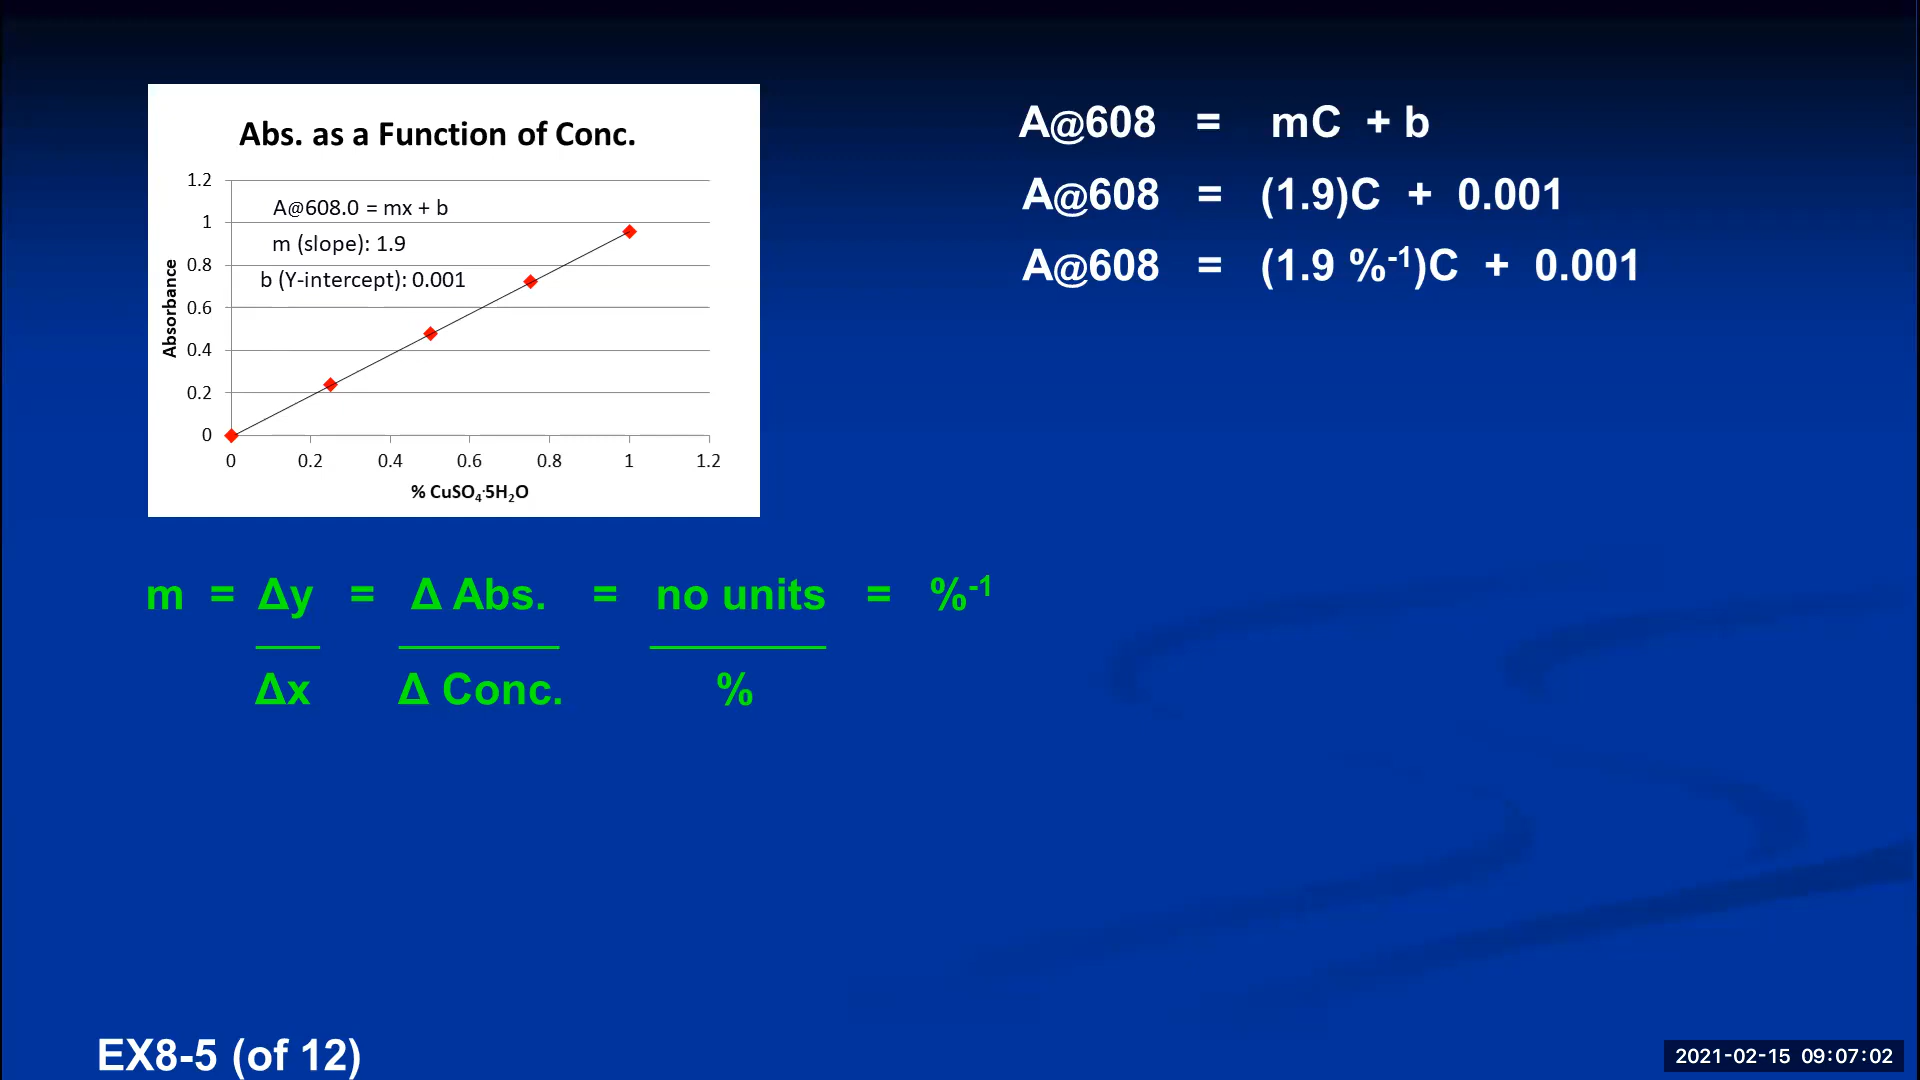 Abs. as a Function of Conc.
1.2
1
0.8
0.6
0.4
0.2
0
A@608.0 = mx + b
m (slope): 1.9
b (Y-intercept): 0.001
Absorbance
0 0.2 0.4 0.6 0.8 1 1.2
% CuSO₄·5H₂O
A@608 = mC + b
A@608 = (1.9)C + 0.001
A@608 = (1.9 %⁻¹)C + 0.001
m = Δy = Δ Abs. = no units = %⁻¹
Δx Δ Conc. %
EX8-5 (of 12)
2021-02-15 09:07:02